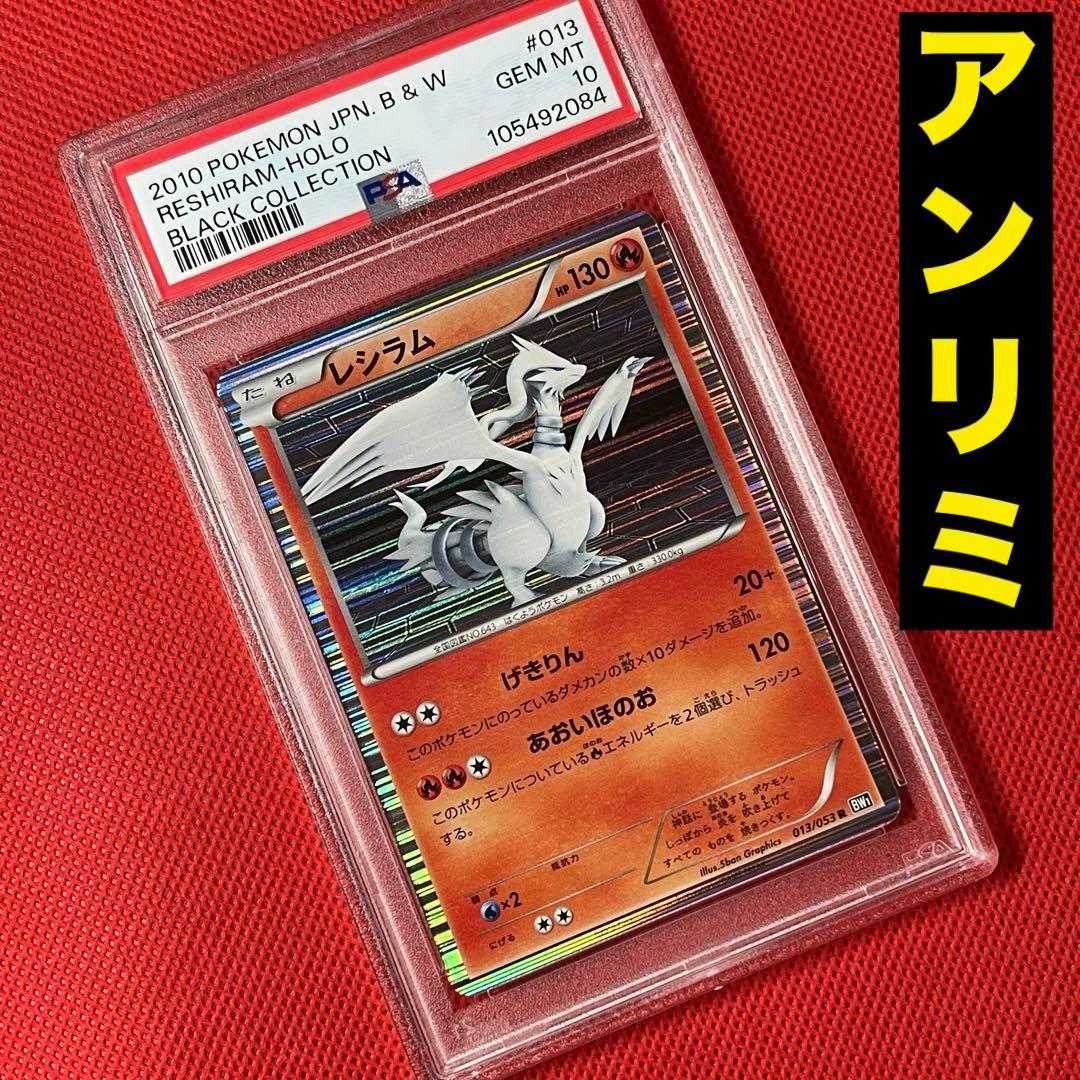 2010 POKEMON JPN. B & W
RESHIRAM-HOLO
BLACK COLLECTION
#013
GEM MT
10
105492084
PSA
アンリミ
たね
レシラム
HP 130
全国図鑑NO.643 はくようポケモン 高さ:3.2m 重さ:330.0kg
げきりん 20+
このポケモンにのっているダメカンの数×10ダメージを追加。
あおいほのお 120
このポケモンについている エネルギーを2個選び、トラッシュ
する。
弱点
×2
抵抗力
にげる
神話に 登場する ポケモン。
しっぽから 炎を 吹き上げて
すべての ものを 焼きつくす。
Illus. 5ban Graphics
013/053 R BW1